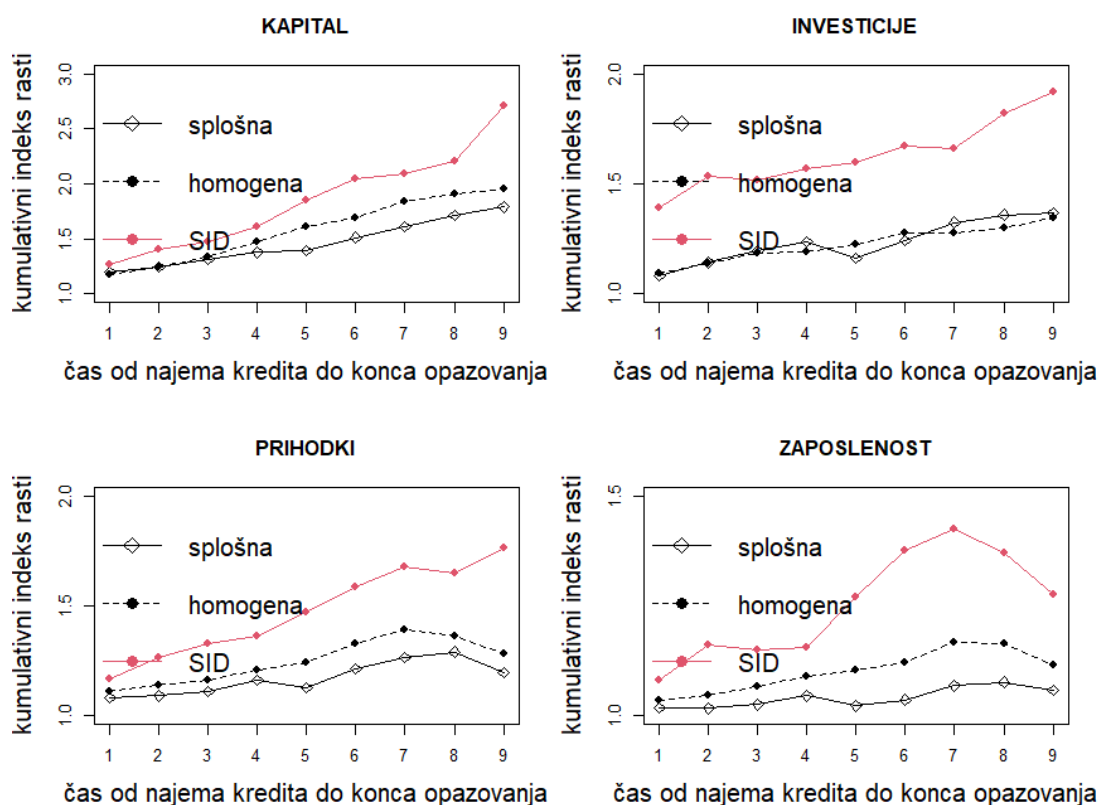 KAPITAL
kumulativni indeks rasti
3.0
2.5
2.0
1.5
1.0
splošna
homogena
SID
1 2 3 4 5 6 7 8 9
čas od najema kredita do konca opazovanja
INVESTICIJE
kumulativni indeks rasti
2.0
1.5
1.0
splošna
homogena
SID
1 2 3 4 5 6 7 8 9
čas od najema kredita do konca opazovanja
PRIHODKI
kumulativni indeks rasti
2.0
1.5
1.0
splošna
homogena
SID
1 2 3 4 5 6 7 8 9
čas od najema kredita do konca opazovanja
ZAPOSLENOST
kumulativni indeks rasti
1.5
1.0
splošna
homogena
SID
1 2 3 4 5 6 7 8 9
čas od najema kredita do konca opazovanja